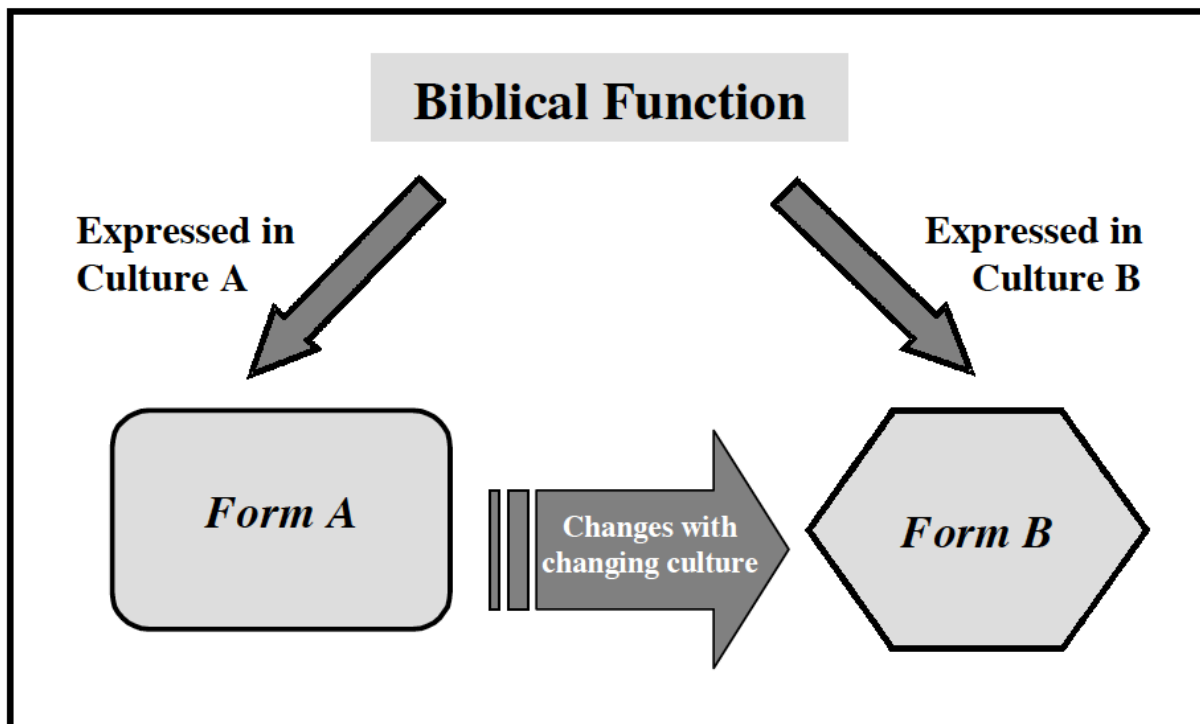 Biblical Function
Expressed in
Culture A
Expressed in
Culture B
Form A
Changes with
changing culture
Form B